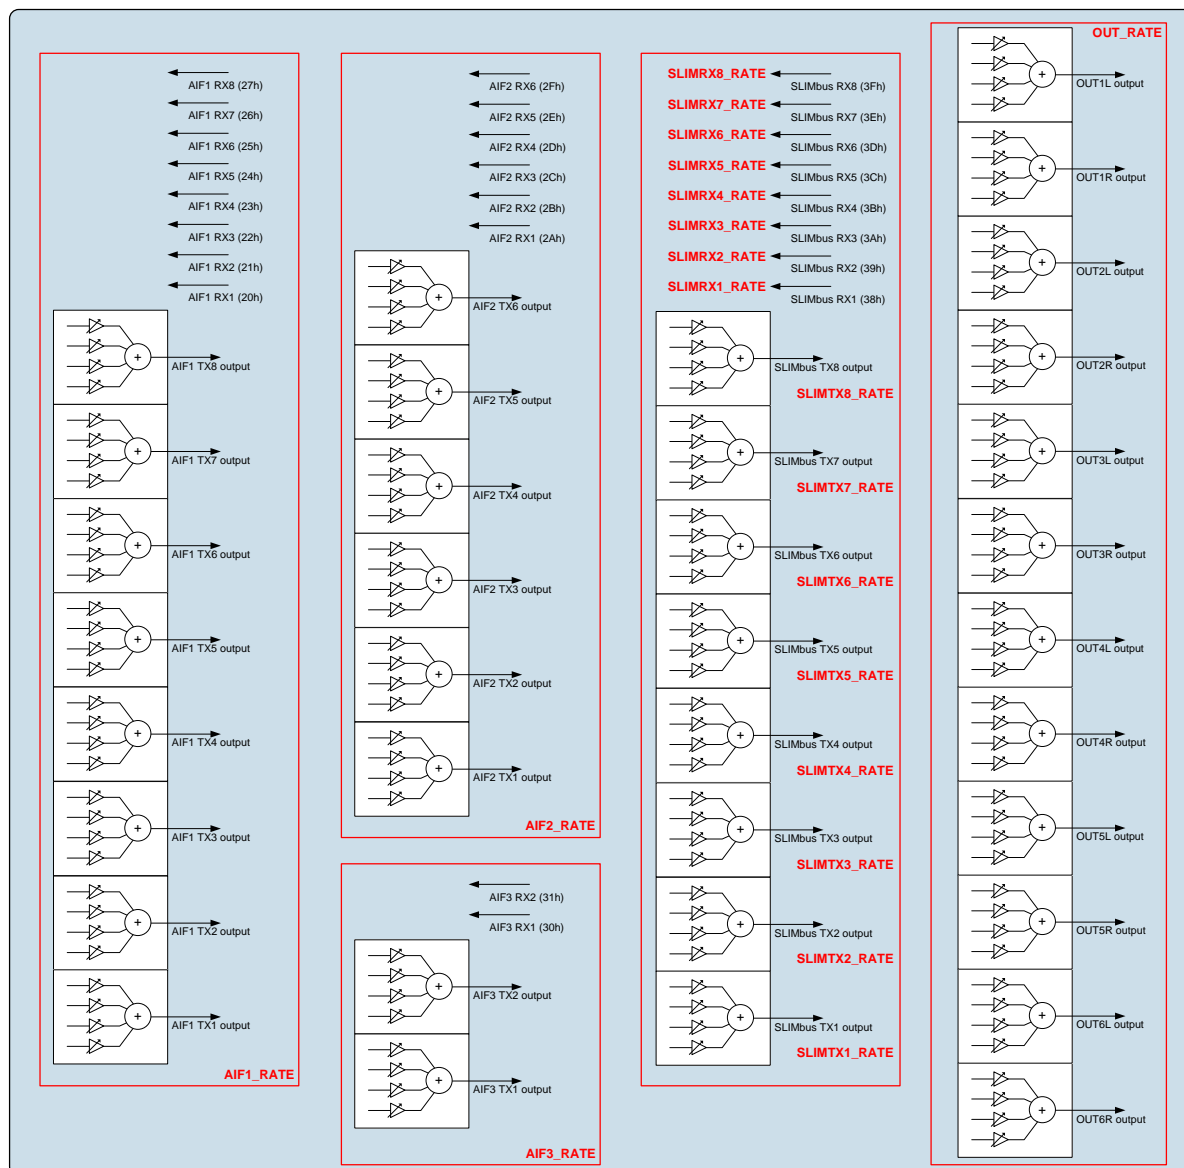 AIF1 RX8 (27h)
AIF1 RX7 (26h)
AIF1 RX6 (25h)
AIF1 RX5 (24h)
AIF1 RX4 (23h)
AIF1 RX3 (22h)
AIF1 RX2 (21h)
AIF1 RX1 (20h)
+
AIF1 TX8 output
+
AIF1 TX7 output
+
AIF1 TX6 output
+
AIF1 TX5 output
+
AIF1 TX4 output
+
AIF1 TX3 output
+
AIF1 TX2 output
+
AIF1 TX1 output
AIF1_RATE
AIF2 RX6 (2Fh)
AIF2 RX5 (2Eh)
AIF2 RX4 (2Dh)
AIF2 RX3 (2Ch)
AIF2 RX2 (2Bh)
AIF2 RX1 (2Ah)
+
AIF2 TX6 output
+
AIF2 TX5 output
+
AIF2 TX4 output
+
AIF2 TX3 output
+
AIF2 TX2 output
+
AIF2 TX1 output
AIF2_RATE
AIF3 RX2 (31h)
AIF3 RX1 (30h)
+
AIF3 TX2 output
+
AIF3 TX1 output
AIF3_RATE
SLIMRX8_RATE
SLIMbus RX8 (3Fh)
SLIMRX7_RATE
SLIMbus RX7 (3Eh)
SLIMRX6_RATE
SLIMbus RX6 (3Dh)
SLIMRX5_RATE
SLIMbus RX5 (3Ch)
SLIMRX4_RATE
SLIMbus RX4 (3Bh)
SLIMRX3_RATE
SLIMbus RX3 (3Ah)
SLIMRX2_RATE
SLIMbus RX2 (39h)
SLIMRX1_RATE
SLIMbus RX1 (38h)
+
SLIMbus TX8 output
SLIMTX8_RATE
+
SLIMbus TX7 output
SLIMTX7_RATE
+
SLIMbus TX6 output
SLIMTX6_RATE
+
SLIMbus TX5 output
SLIMTX5_RATE
+
SLIMbus TX4 output
SLIMTX4_RATE
+
SLIMbus TX3 output
SLIMTX3_RATE
+
SLIMbus TX2 output
SLIMTX2_RATE
+
SLIMbus TX1 output
SLIMTX1_RATE
OUT_RATE
+
OUT1L output
+
OUT1R output
+
OUT2L output
+
OUT2R output
+
OUT3L output
+
OUT3R output
+
OUT4L output
+
OUT4R output
+
OUT5L output
+
OUT5R output
+
OUT6L output
+
OUT6R output